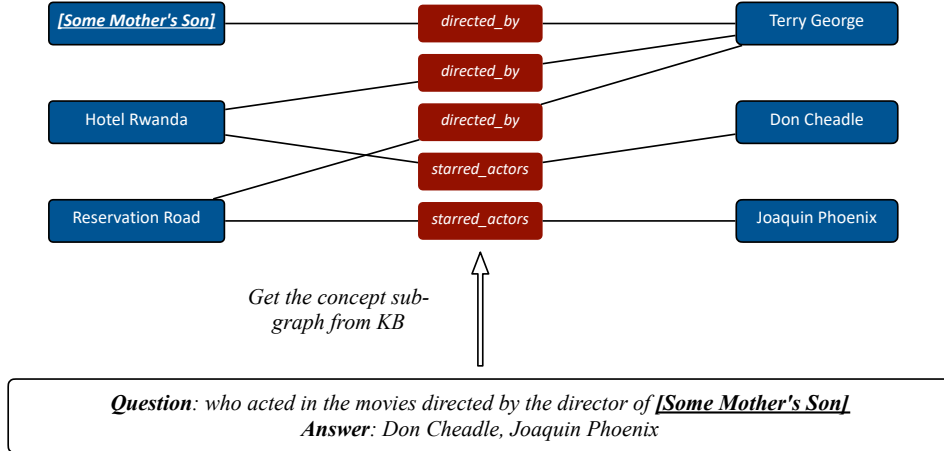 [Some Mother's Son]
directed_by
Terry George
directed_by
Hotel Rwanda
directed_by
Don Cheadle
starred_actors
Reservation Road
starred_actors
Joaquin Phoenix
Get the concept sub-
graph from KB
Question: who acted in the movies directed by the director of [Some Mother's Son]
Answer: Don Cheadle, Joaquin Phoenix